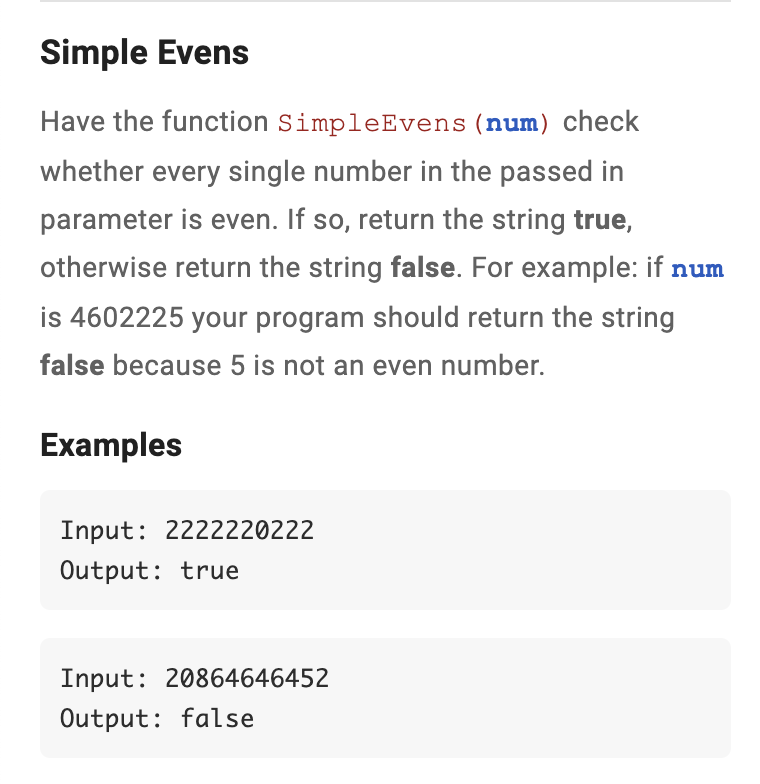 Simple Evens
Have the function SimpleEvens(num) check
whether every single number in the passed in
parameter is even. If so, return the string true,
otherwise return the string false. For example: if num
is 4602225 your program should return the string
false because 5 is not an even number.
Examples
Input: 2222220222
Output: true
Input: 20864646452
Output: false